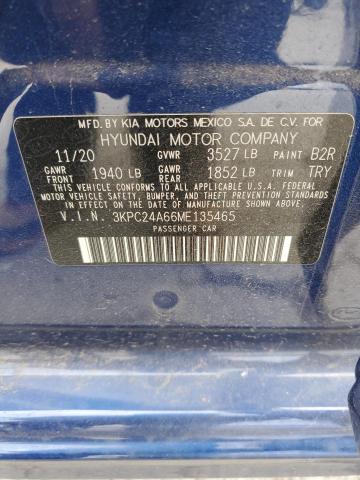 MFD. BY KIA MOTORS MEXICO S.A. DE C.V. FOR
HYUNDAI MOTOR COMPANY
11/20 GVWR 3527 LB PAINT B2R
GAWR FRONT 1940 LB GAWR REAR 1852 LB TRIM TRY
THIS VEHICLE CONFORMS TO ALL APPLICABLE U.S.A. FEDERAL
MOTOR VEHICLE SAFETY, BUMPER, AND THEFT PREVENTION
STANDARDS IN EFFECT ON THE
DATE OF MANUFACTURE SHOWN ABOVE.
V.I.N. 3KPC24A66ME135465
PASSENGER CAR